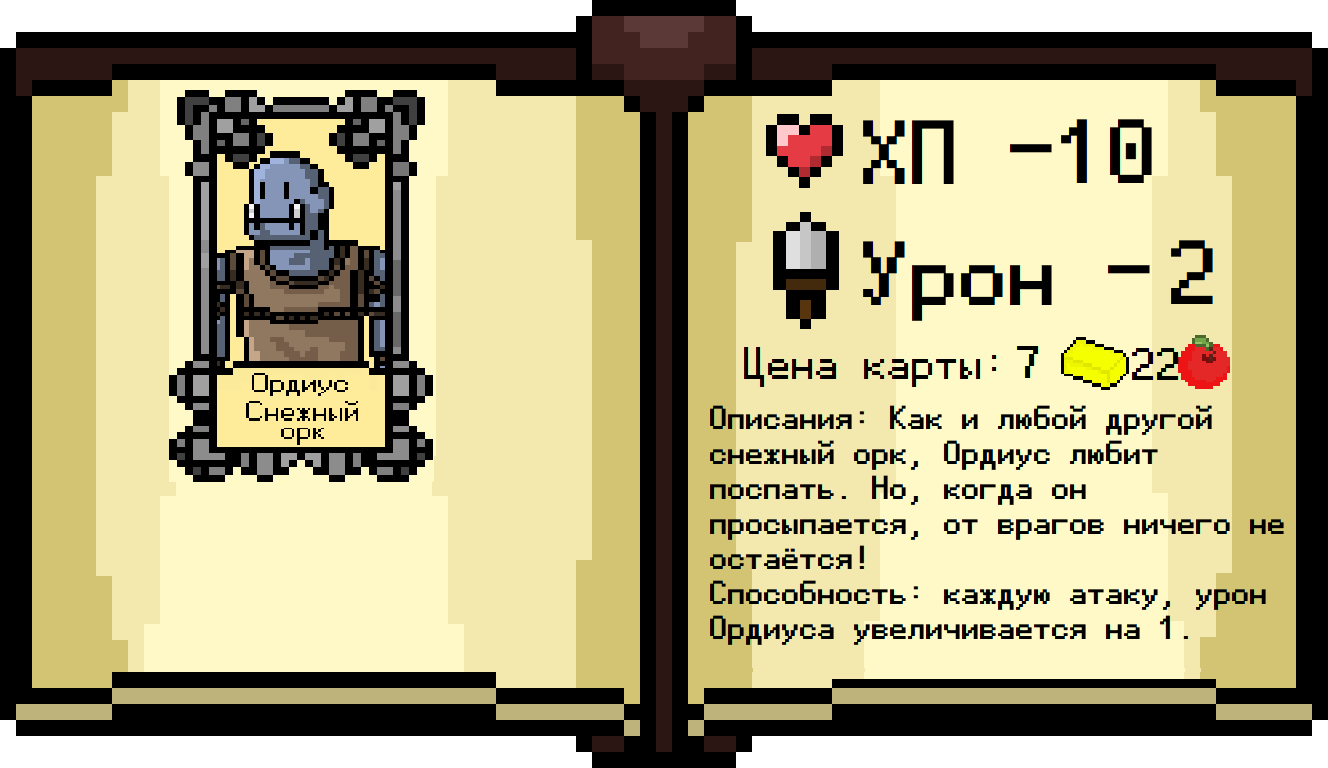 Ордиус
Снежный
орк
ХП -10
Урон -2
Цена карты: 7 22
Описания: Как и любой другой
снежный орк, Ордиус любит
поспать. Но, когда он
просыпается, от врагов ничего не
остаётся!
Способность: каждую атаку, урон
Ордиуса увеличивается на 1.